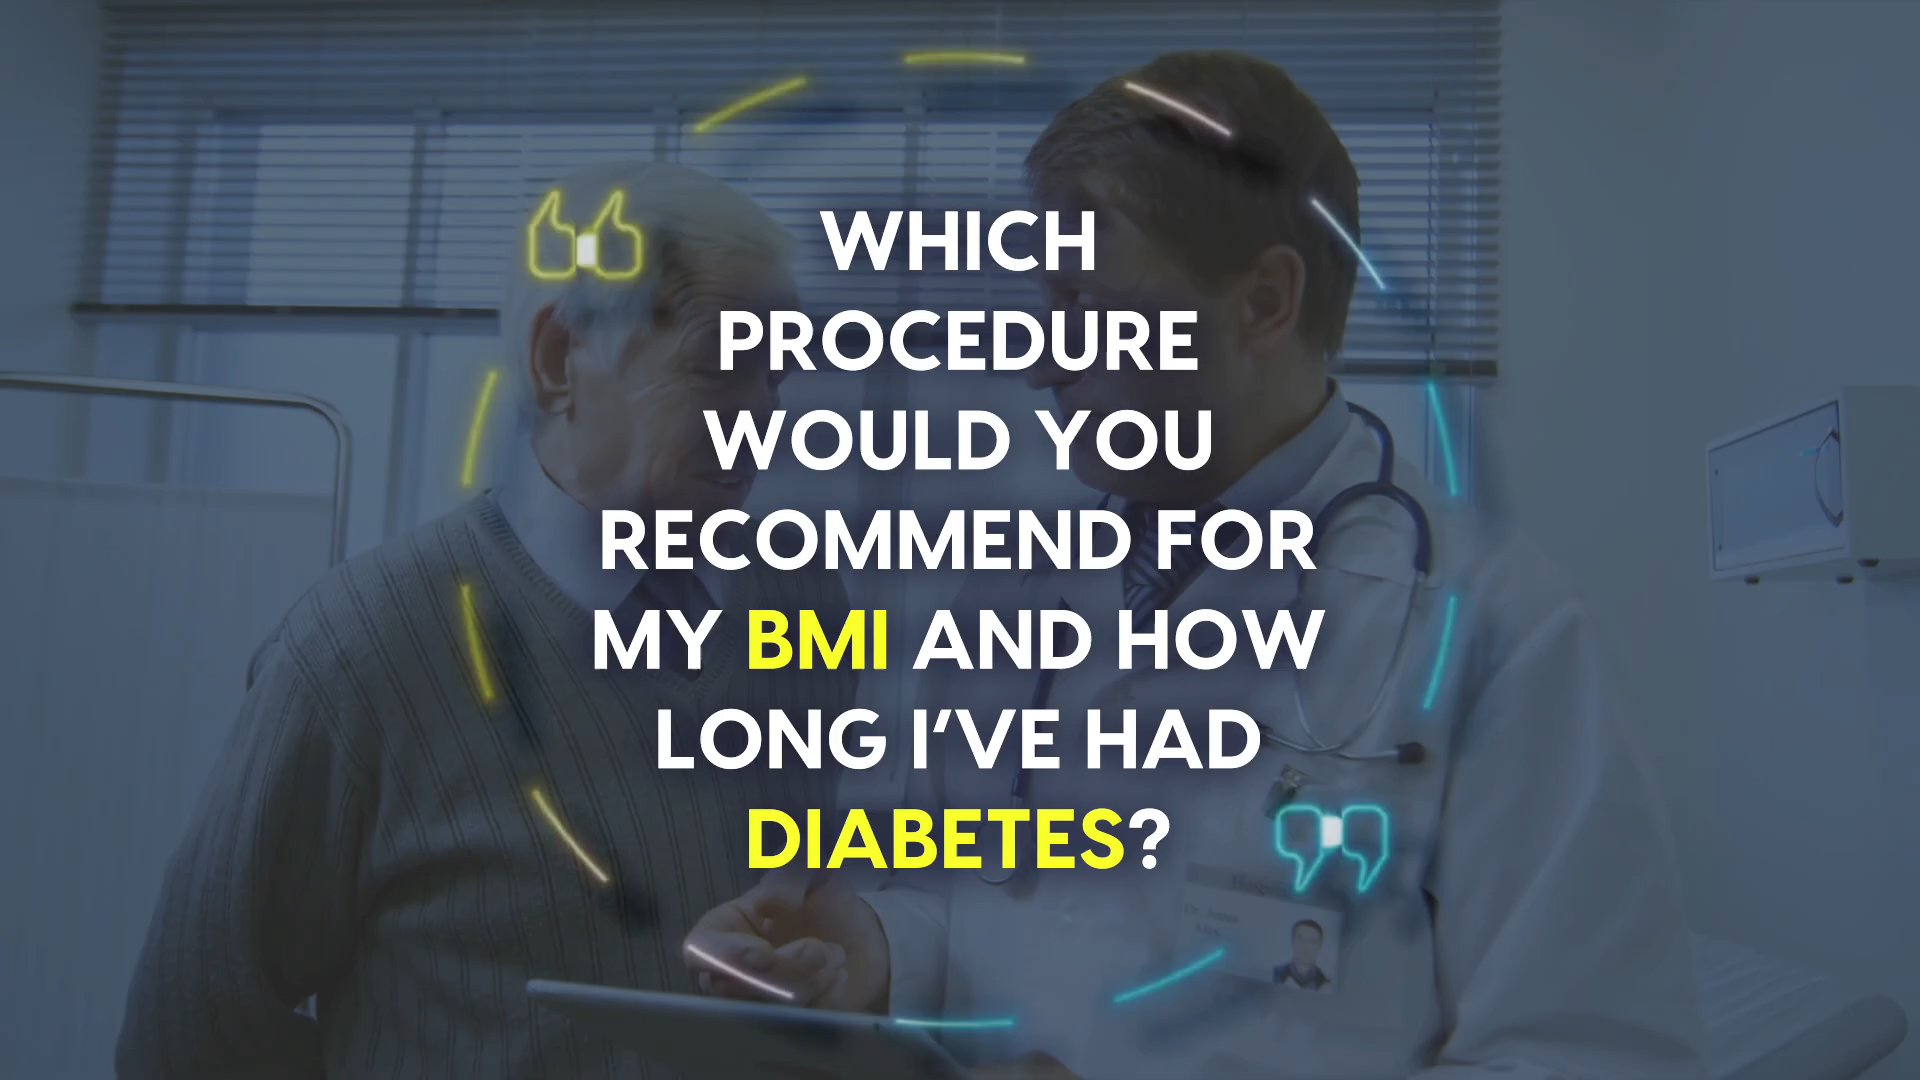 WHICH
PROCEDURE
WOULD YOU
RECOMMEND FOR
MY BMI AND HOW
LONG I’VE HAD
DIABETES?